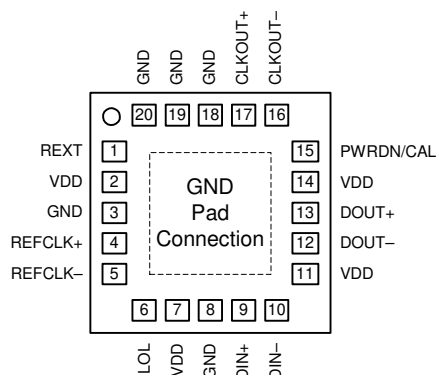 GND
GND
GND
CLKOUT+
CLKOUT–
20
19
18
17
16
REXT
1
VDD
2
GND
3
REFCLK+
4
REFCLK–
5
GND
Pad
Connection
15
PWRDN/CAL
14
VDD
13
DOUT+
12
DOUT–
11
VDD
6
7
8
9
10
LOL
VDD
GND
DIN+
DIN–